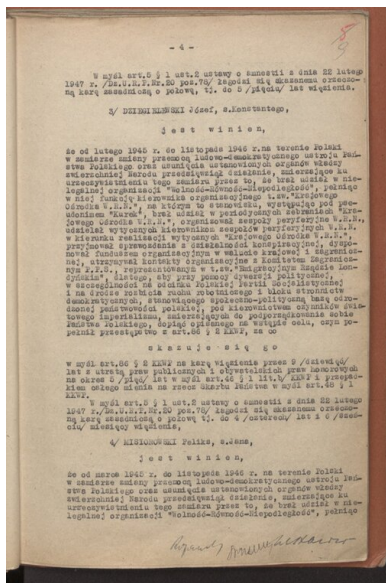 - 4 -
W myśl art.5 § 1 ust.2 ustawy o amnestii z dnia 22 lutego
1947 r. /Dz.U.R.P.Nr.20 poz.78/ łagodzi się skazanemu orzeczo-
ną karę zasadniczą o połowę, tj. do 5 /pięciu/ lat więzienia.
3/ DZIĘGIELEWSKI Józef, s.Konstantego,
j e s t   w i n i e n ,
że od lutego 1945 r. do listopada 1946 r.na terenie Polski
w zamiarze zmiany przemocą ludowo-demokratycznego ustroju Pań-
stwa Polskiego oraz usunięcia ustanowionych organów władzy
zwierzchniej Narodu przedsięwziął działanie, zmierzające ku
urzeczywistnieniu tego zamiaru przez to, że brał udział w nie-
legalnej organizacji "Wolność-Równość-Niepodległość", pełniąc
w niej funkcję kierownika organizacyjnego t.zw."Krajowego
Ośrodka W.R.N.", na którym to stanowisku, występując pod pseu-
donimem "Kurek", brał udział w periodycznych zebraniach "Krajo-
wego Ośrodka W.R.N.", organizował zespoły peryferyjne W.R.N.,
udzielał wytycznych kierownikom zespołów peryferyjnych W.R.N.
w kierunku realizacji wytycznych "Krajowego Ośrodka W.R.N.",
przyjmował sprawozdania z działalności konspiracyjnej, dyspo-
nował funduszem organizacyjnym w walucie krajowej i zagranicz-
nej, otrzymywał kontakty organizacyjne z Komitetem Zagranicz-
nym P.P.S., reprezentowanym w t.zw."Emigracyjnym Rządzie Lon-
dyńskim", dążąc, aby przy pomocy dywersji politycznej,
w szczególności na odcinku Polskiej Partii Socjalistycznej
i na drodze rozbicia ruchu robotniczego i bloku stronnictw
demokratycznych, stanowiącego społeczno-polityczną bazę odro-
dzonej państwowości polskiej, pod kierownictwem czynników świa-
towego imperializmu, zmierzających do podporządkowania sobie
Państwa Polskiego, dopiąć opisanego na wstępie celu, czym po-
pełnił przestępstwo z art.86 § 2 KKWP, za co
s k a z u j e   s i ę   g o
w myśl art.86 § 2 KKWP na karę więzienia przez 9 /dziewięć/
lat z utratą praw publicznych i obywatelskich praw honorowych
na okres 5 /pięć/ lat w myśl art.46 § 1 lit.b/ KKWP i przepad-
kiem całego mienia na rzecz Skarbu Państwa w myśl art.48 § 1
KKWP.
W myśl art.5 § 1 ust.2 ustawy o amnestii z dnia 22 lutego
1947 r./Dz.U.R.P.Nr.20 poz.78/ łagodzi się skazanemu orzeczo-
ną karę zasadniczą o połowę tj. do 4 /czterech/ lat i 6 /sześ-
ciu/ miesięcy więzienia,
4/ MISIOROWSKI Feliks, s.Jana,
j e s t   w i n i e n ,
że od marca 1945 r. do listopada 1946 r. na terenie Polski
w zamiarze zmiany przemocą ludowo-demokratycznego ustroju Pań-
stwa Polskiego oraz usunięcia ustanowionych organów władzy
zwierzchniej Narodu przedsięwziął działanie, zmierzające ku
urzeczywistnieniu tego zamiaru przez to, że brał udział w nie-
legalnej organizacji "Wolność-Równość-Niepodległość", pełniąc